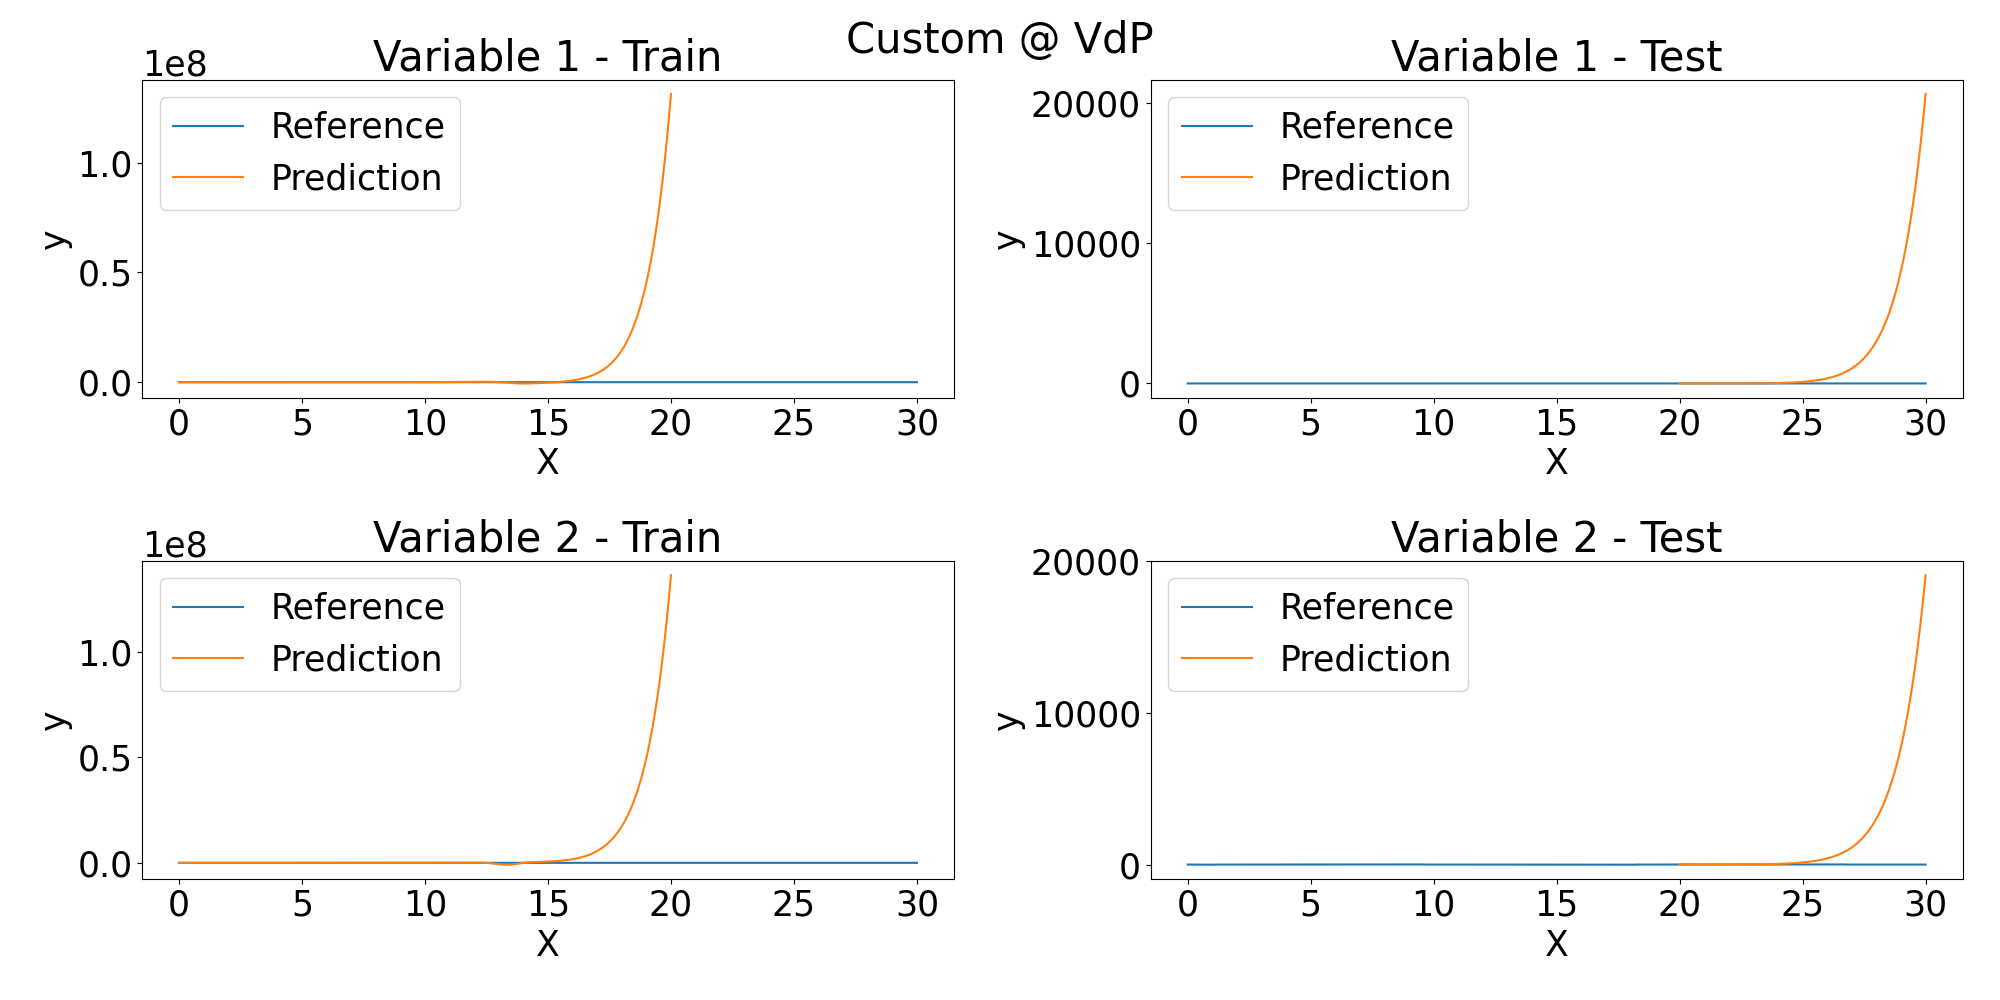 Custom @ VdP
Variable 1 - Train
1e8
Reference
Prediction
1.0
0.5
0.0
y
0 5 10 15 20 25 30
X
Variable 1 - Test
Reference
Prediction
20000
10000
0
y
0 5 10 15 20 25 30
X
Variable 2 - Train
1e8
Reference
Prediction
1.0
0.5
0.0
y
0 5 10 15 20 25 30
X
Variable 2 - Test
Reference
Prediction
20000
10000
0
y
0 5 10 15 20 25 30
X